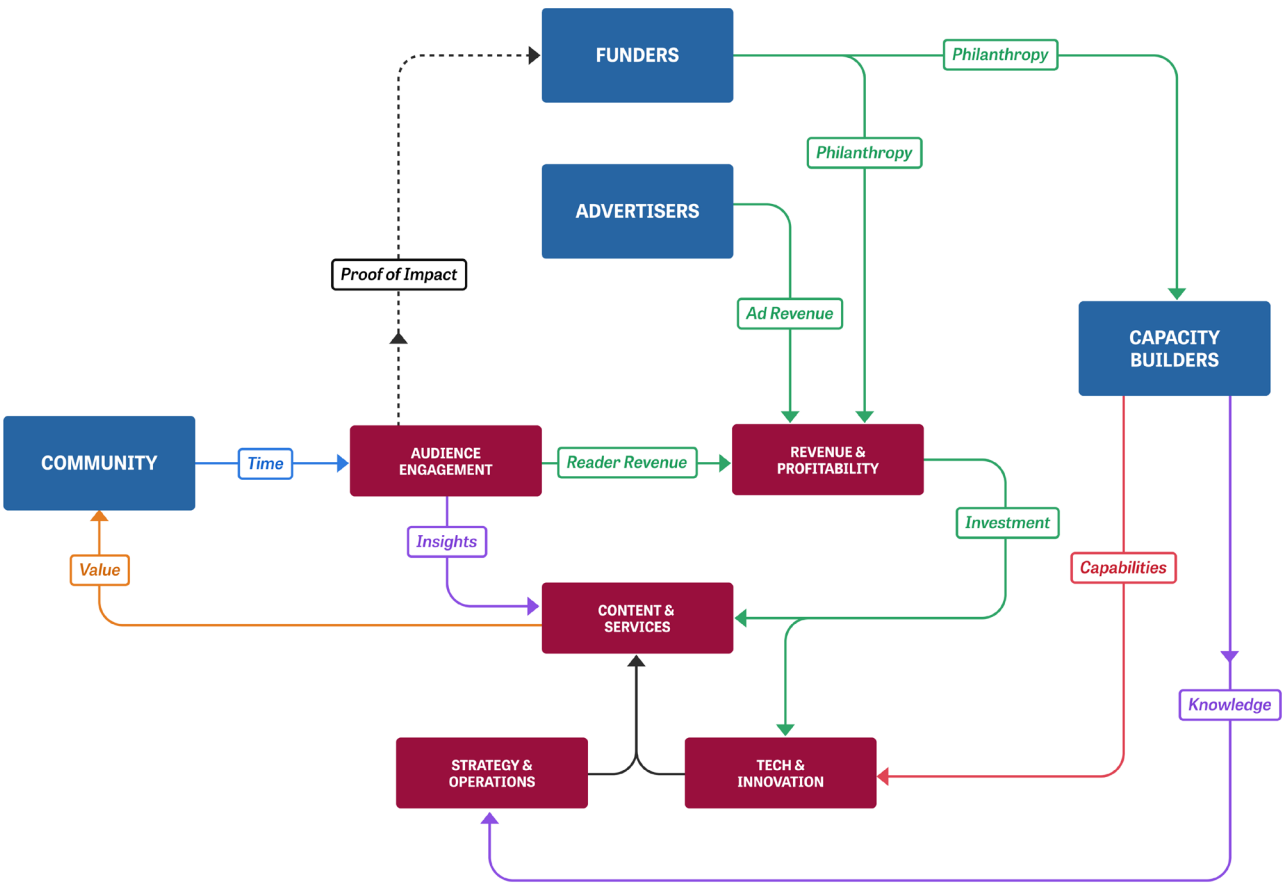 FUNDERS
Philanthropy
Philanthropy
ADVERTISERS
Proof of Impact
Ad Revenue
CAPACITY
BUILDERS
COMMUNITY
Time
AUDIENCE
ENGAGEMENT
Reader Revenue
REVENUE &
PROFITABILITY
Insights
Investment
Value
Capabilities
CONTENT &
SERVICES
Knowledge
STRATEGY &
OPERATIONS
TECH &
INNOVATION